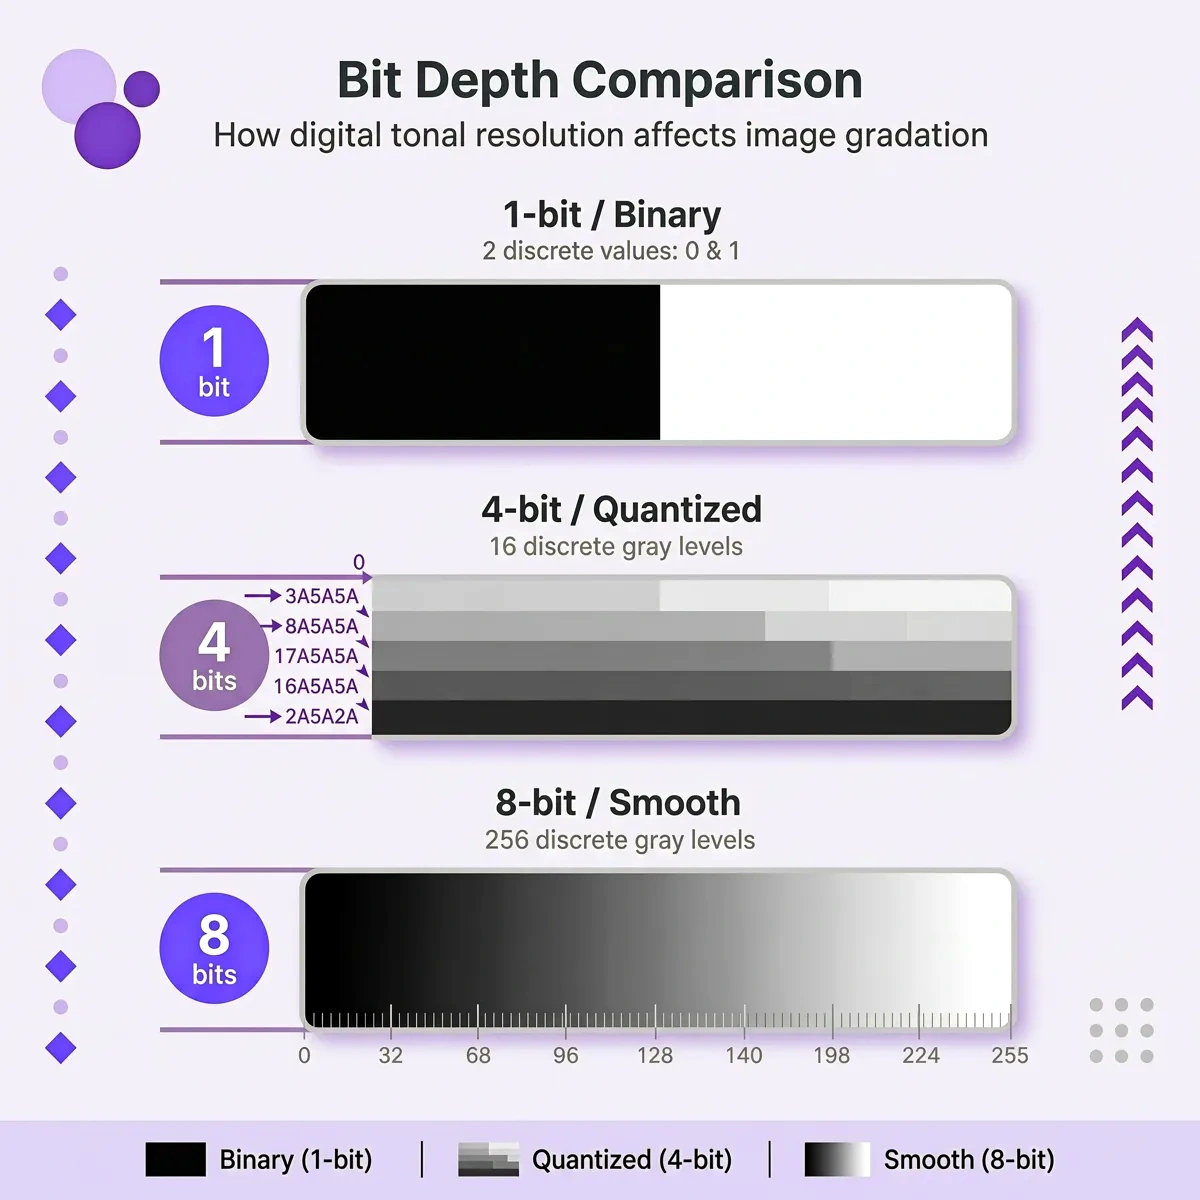 Bit Depth Comparison
How digital tonal resolution affects image gradation
1-bit / Binary
2 discrete values: 0 & 1
1
bit
4-bit / Quantized
16 discrete gray levels
0
3A5A5A
8A5A5A
17A5A5A
16A5A5A
2A5A2A
4
bits
8-bit / Smooth
256 discrete gray levels
8
bits
0 32 68 96 128 140 198 224 255
Binary (1-bit) | Quantized (4-bit) | Smooth (8-bit)